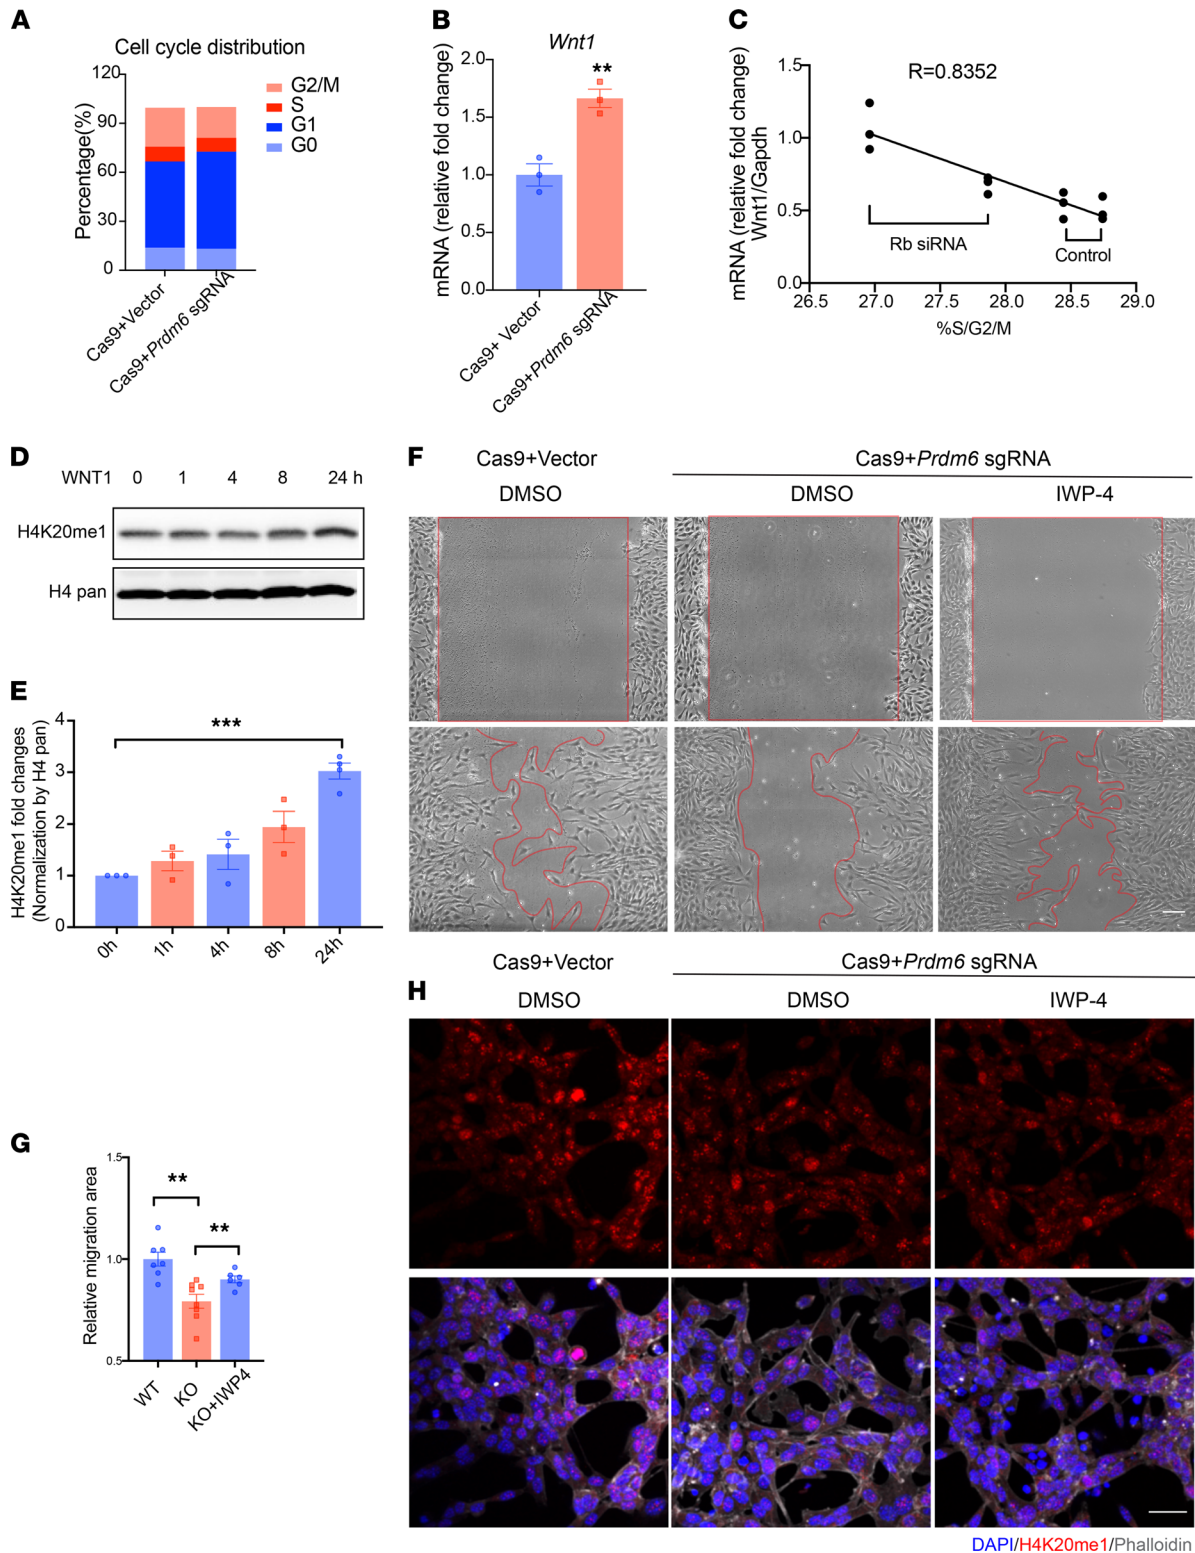 A
Cell cycle distribution
Percentage(%)
120
90
60
30
0
G2/M
S
G1
G0
Cas9+Vector
Cas9+Prdm6 sgRNA
B
Wnt1
mRNA (relative fold change)
2.0
1.5
1.0
0.5
0.0
**
Cas9+ Vector
Cas9+Prdm6 sgRNA
C
R=0.8352
mRNA (relative fold change)
Wnt1/Gapdh
1.5
1.0
0.5
0.0
Rb siRNA
Control
26.5 27.0 27.5 28.0 28.5 29.0
%S/G2/M
D
WNT1 0 1 4 8 24 h
H4K20me1
H4 pan
E
H4K20me1 fold changes
(Normalization by H4 pan)
4
3
2
1
0
***
0h 1h 4h 8h 24h
F
Cas9+Vector Cas9+Prdm6 sgRNA
DMSO DMSO IWP-4
G
Relative migration area
1.5
1.0
0.5
**
**
WT KO KO+IWP4
H
Cas9+Vector Cas9+Prdm6 sgRNA
DMSO DMSO IWP-4
DAPI/H4K20me1/Phalloidin